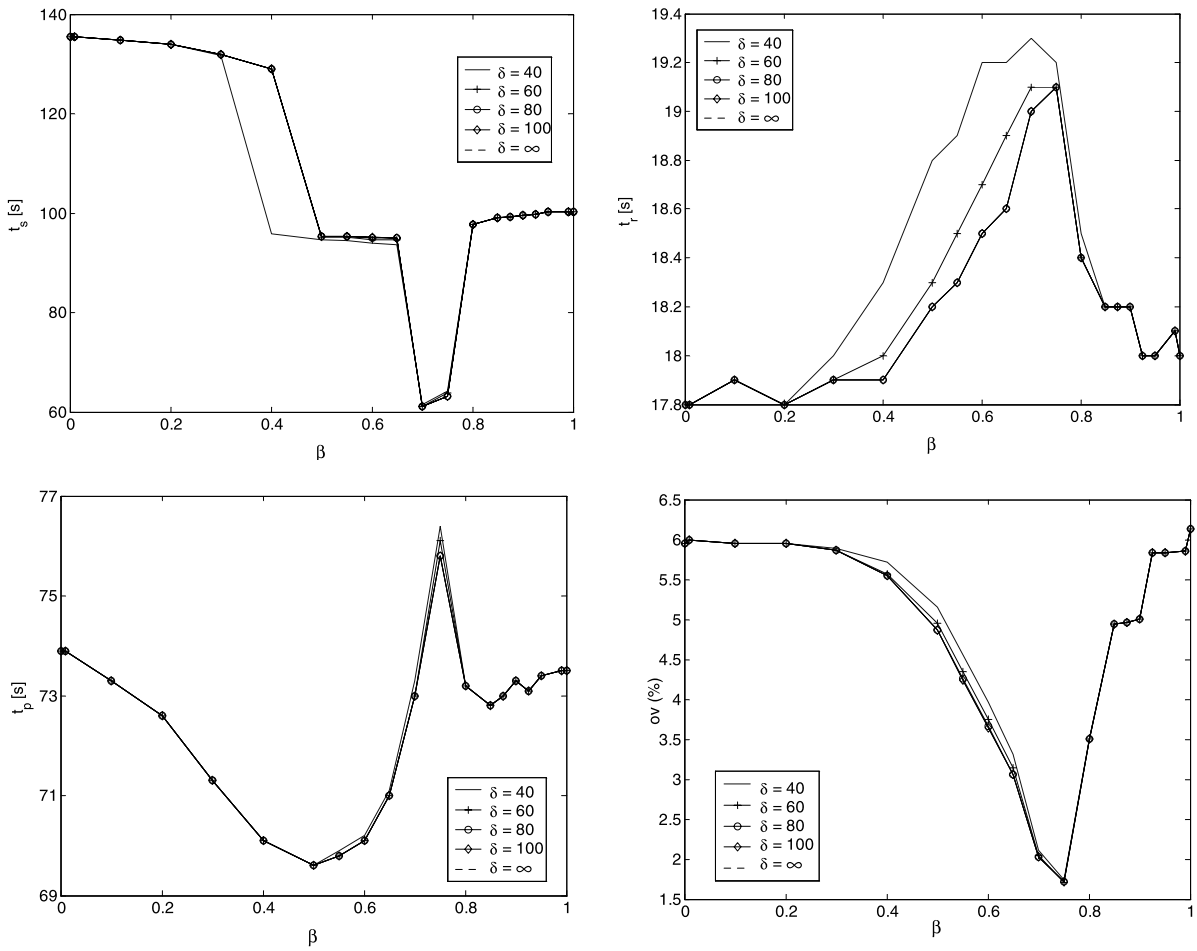 140
120
100
80
60
0
0.2
0.4
0.6
0.8
1
t_s [s]
β
δ = 40
δ = 60
δ = 80
δ = 100
δ = ∞
19.4
19.2
19
18.8
18.6
18.4
18.2
18
17.8
0
0.2
0.4
0.6
0.8
1
t_r [s]
β
δ = 40
δ = 60
δ = 80
δ = 100
δ = ∞
77
75
73
71
69
0
0.2
0.4
0.6
0.8
1
t_p [s]
β
δ = 40
δ = 60
δ = 80
δ = 100
δ = ∞
6.5
6
5.5
5
4.5
4
3.5
3
2.5
2
1.5
0
0.2
0.4
0.6
0.8
1
ov (%)
β
δ = 40
δ = 60
δ = 80
δ = 100
δ = ∞